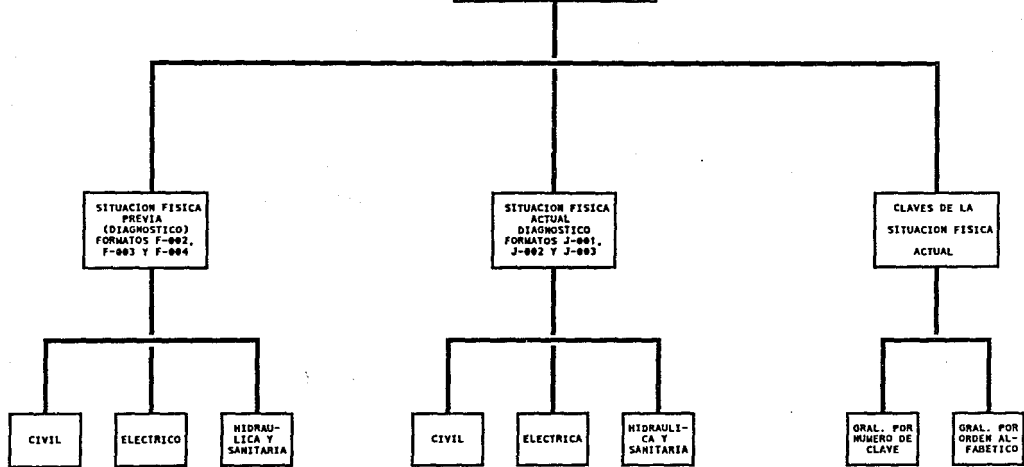 SITUACION FISICA
PREVIA
(DIAGNOSTICO)
FORMATOS F-002,
F-003 Y F-004
SITUACION FISICA
ACTUAL
DIAGNOSTICO
FORMATOS J-001,
J-002 Y J-003
CLAVES DE LA
SITUACION FISICA
ACTUAL
CIVIL
ELECTRICO
HIDRAU-
LICA Y
SANITARIA
CIVIL
ELECTRICA
HIDRAULI-
CA Y
SANITARIA
GRAL. POR
NUMERO DE
CLAVE
GRAL. POR
ORDEN AL-
FABETICO